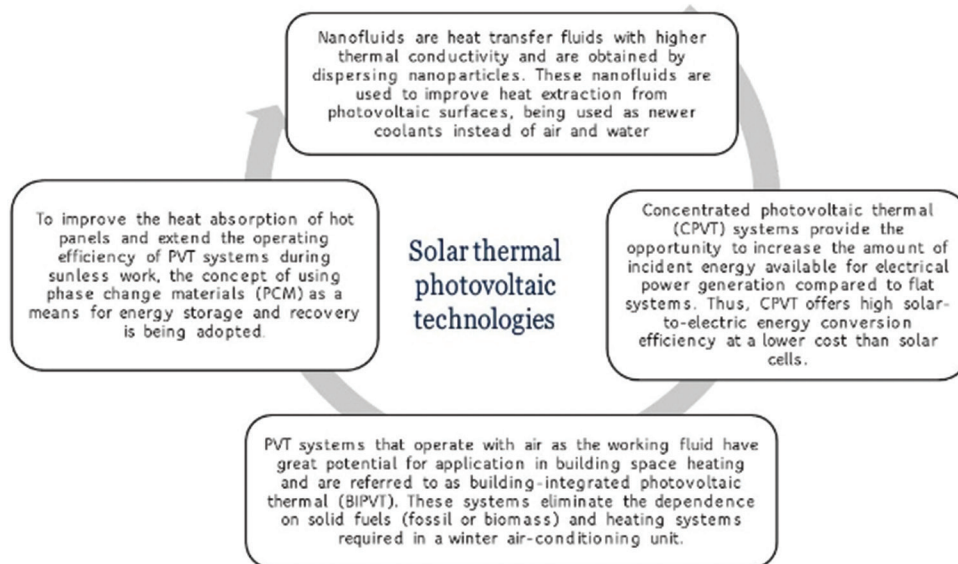 Nanofluids are heat transfer fluids with higher
thermal conductivity and are obtained by
dispersing nanoparticles. These nanofluids are
used to improve heat extraction from
photovoltaic surfaces, being used as newer
coolants instead of air and water
To improve the heat absorption of hot
panels and extend the operating
efficiency of PVT systems during
sunless work, the concept of using
phase change materials (PCM) as a
means for energy storage and recovery
is being adopted.
Solar thermal
photovoltaic
technologies
Concentrated photovoltaic thermal
(CPVT) systems provide the
opportunity to increase the amount of
incident energy available for electrical
power generation compared to flat
systems. Thus, CPVT offers high solar-
to-electric energy conversion
efficiency at a lower cost than solar
cells.
PVT systems that operate with air as the working fluid have
great potential for application in building space heating
and are referred to as building-integrated photovoltaic
thermal (BIPVT). These systems eliminate the dependence
on solid fuels (fossil or biomass) and heating systems
required in a winter air-conditioning unit.